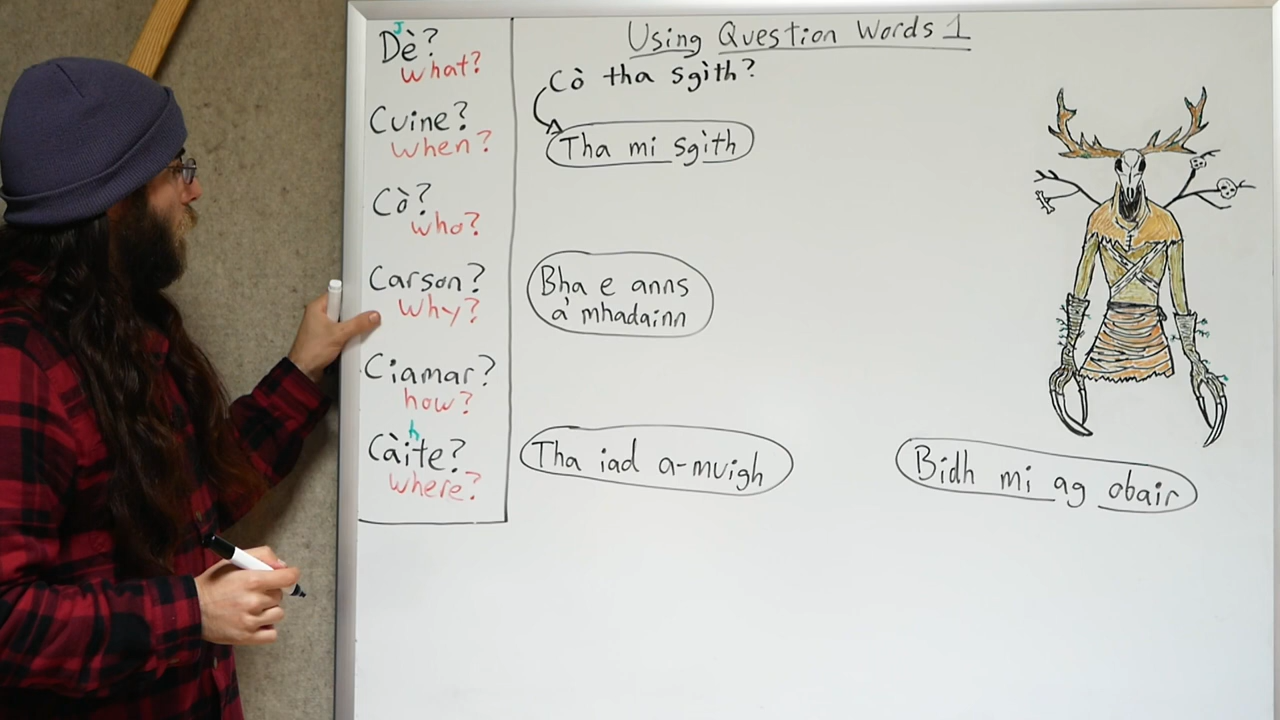 Using Question Words 1
J
Dè?
what?
Cuine?
when?
Cò?
who?
Carson?
why?
Ciamar?
how?
h
Càite?
where?
Cò tha sgìth?
Tha mi sgìth
Bha e anns
a' mhadainn
Tha iad a-muigh
Bidh mi ag obair